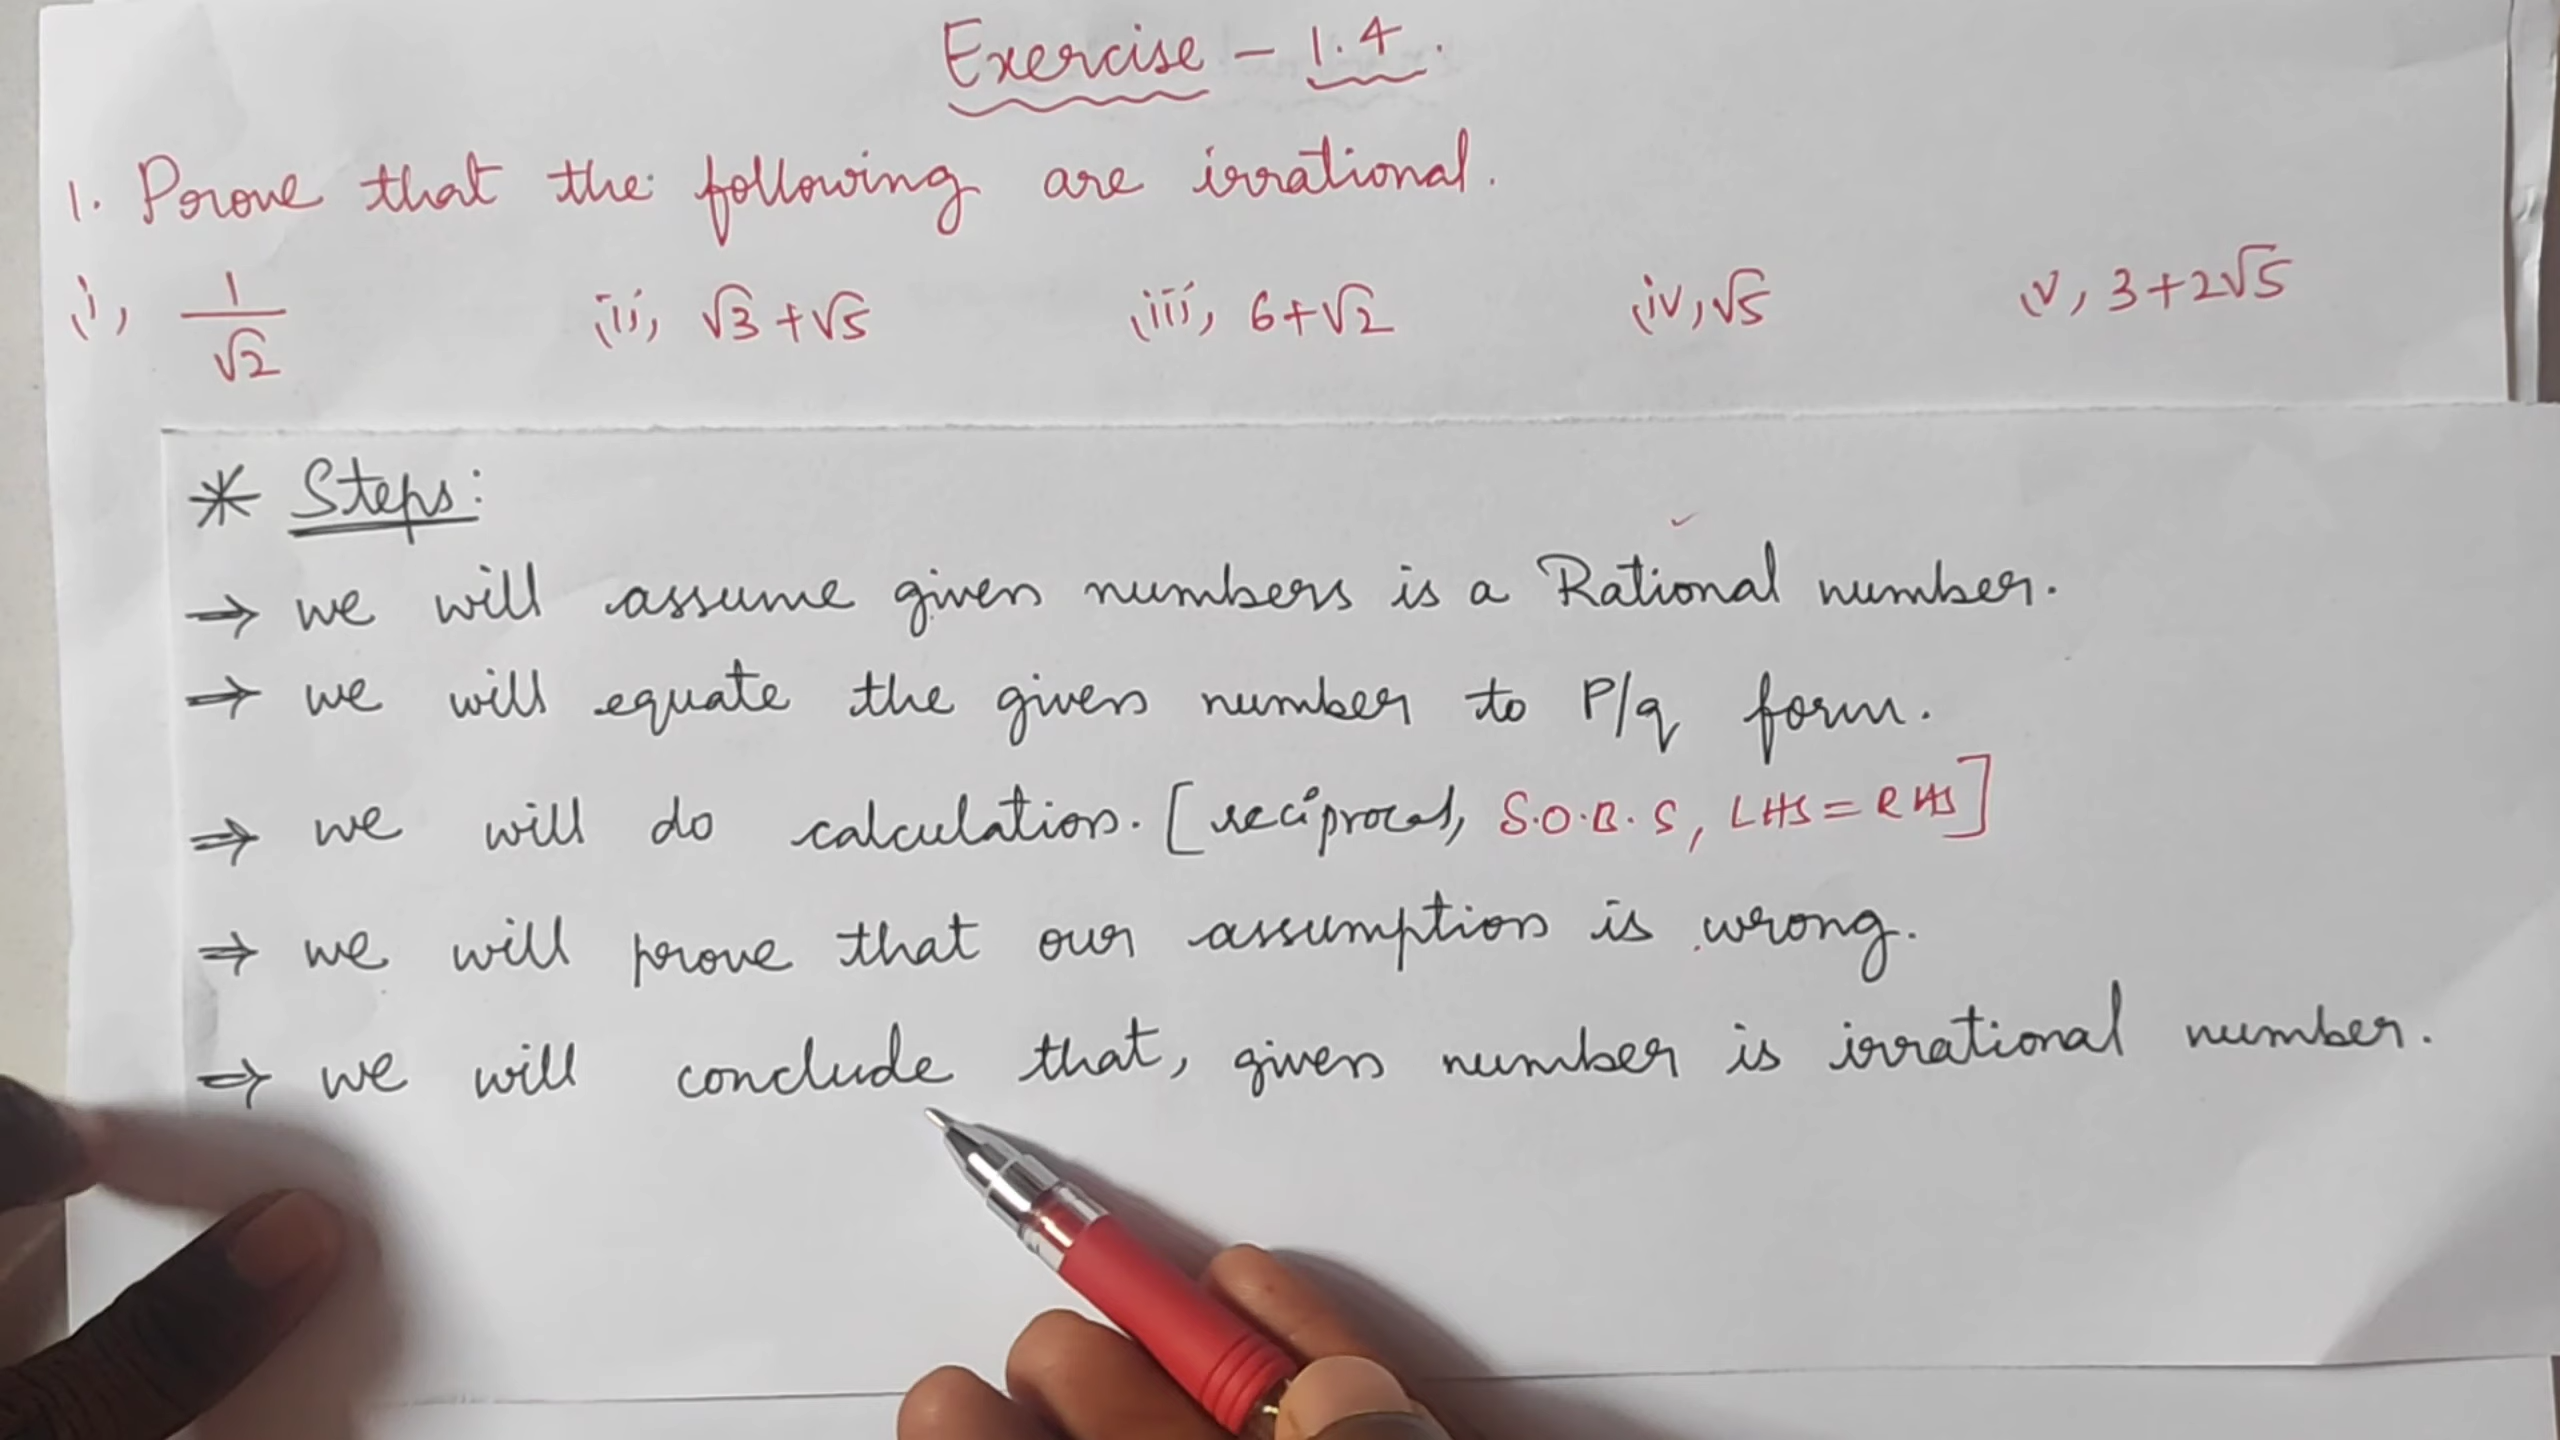 Exercise - 1.4.
1. Prove that the following are irrational.
(i) 1/√2 (ii) √3+√5 (iii) 6+√2 (iv) √5 (v) 3+2√5
* Steps:
→ we will assume given numbers is a Rational number.
→ we will equate the given number to P/q form.
→ we will do calculation. [reciprocal, S.O.B.S, LHS=RHS]
→ we will prove that our assumption is wrong.
→ we will conclude that, given number is irrational number.